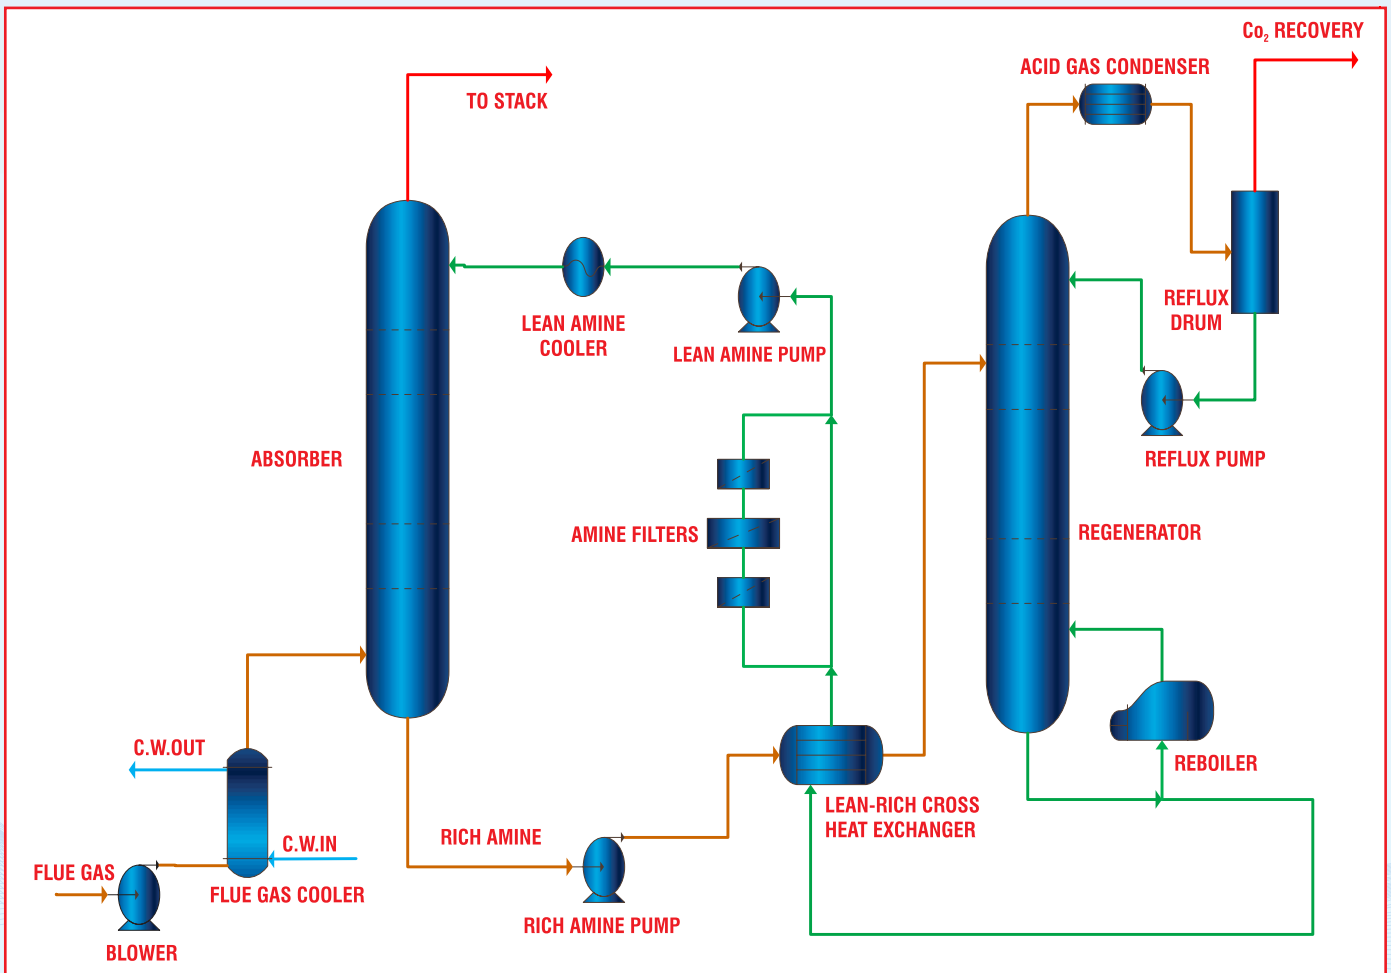 Co₂ RECOVERY
ACID GAS CONDENSER
TO STACK
REFLUX
DRUM
LEAN AMINE
COOLER
LEAN AMINE PUMP
ABSORBER
REFLUX PUMP
AMINE FILTERS
REGENERATOR
C.W.OUT
REBOILER
LEAN-RICH CROSS
HEAT EXCHANGER
RICH AMINE
C.W.IN
FLUE GAS
FLUE GAS COOLER
RICH AMINE PUMP
BLOWER